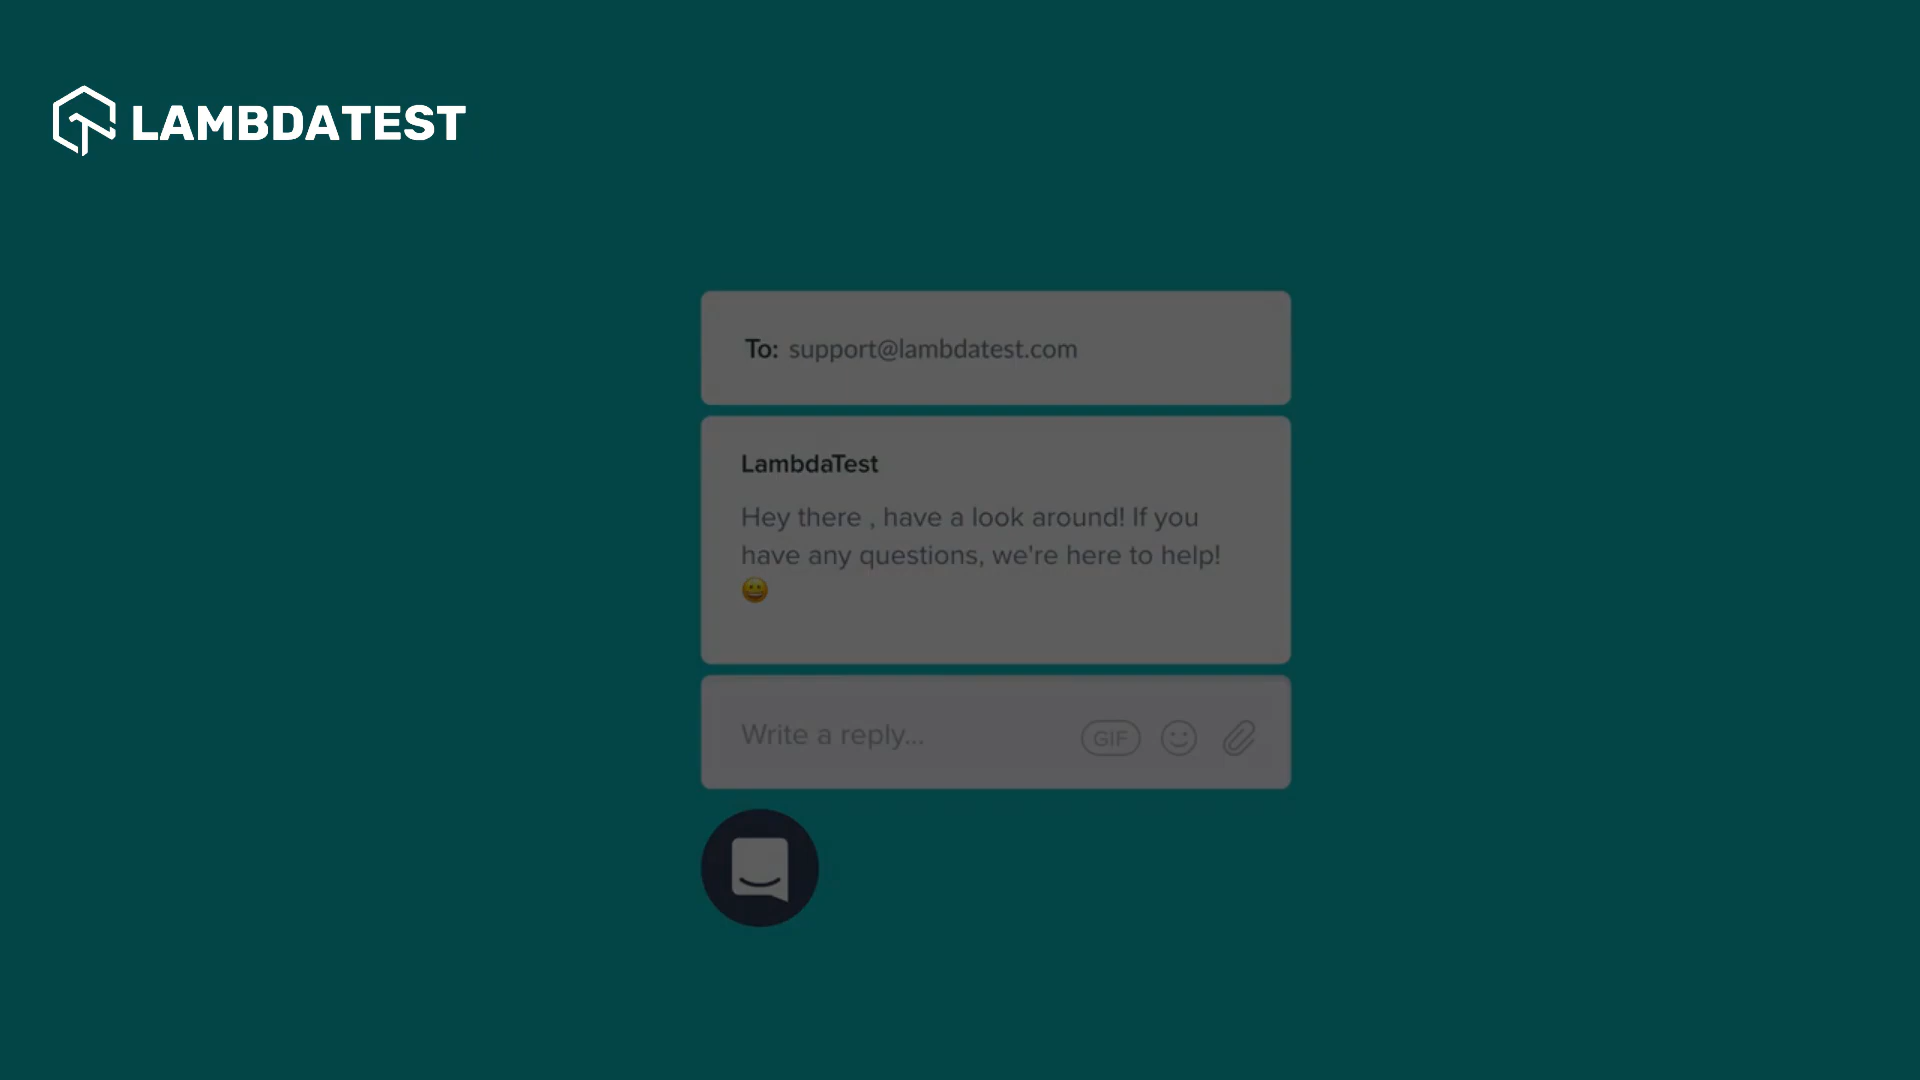 LAMBDATEST
To: support@lambdatest.com
LambdaTest
Hey there , have a look around! If you
have any questions, we're here to help!
😀
Write a reply...
GIF